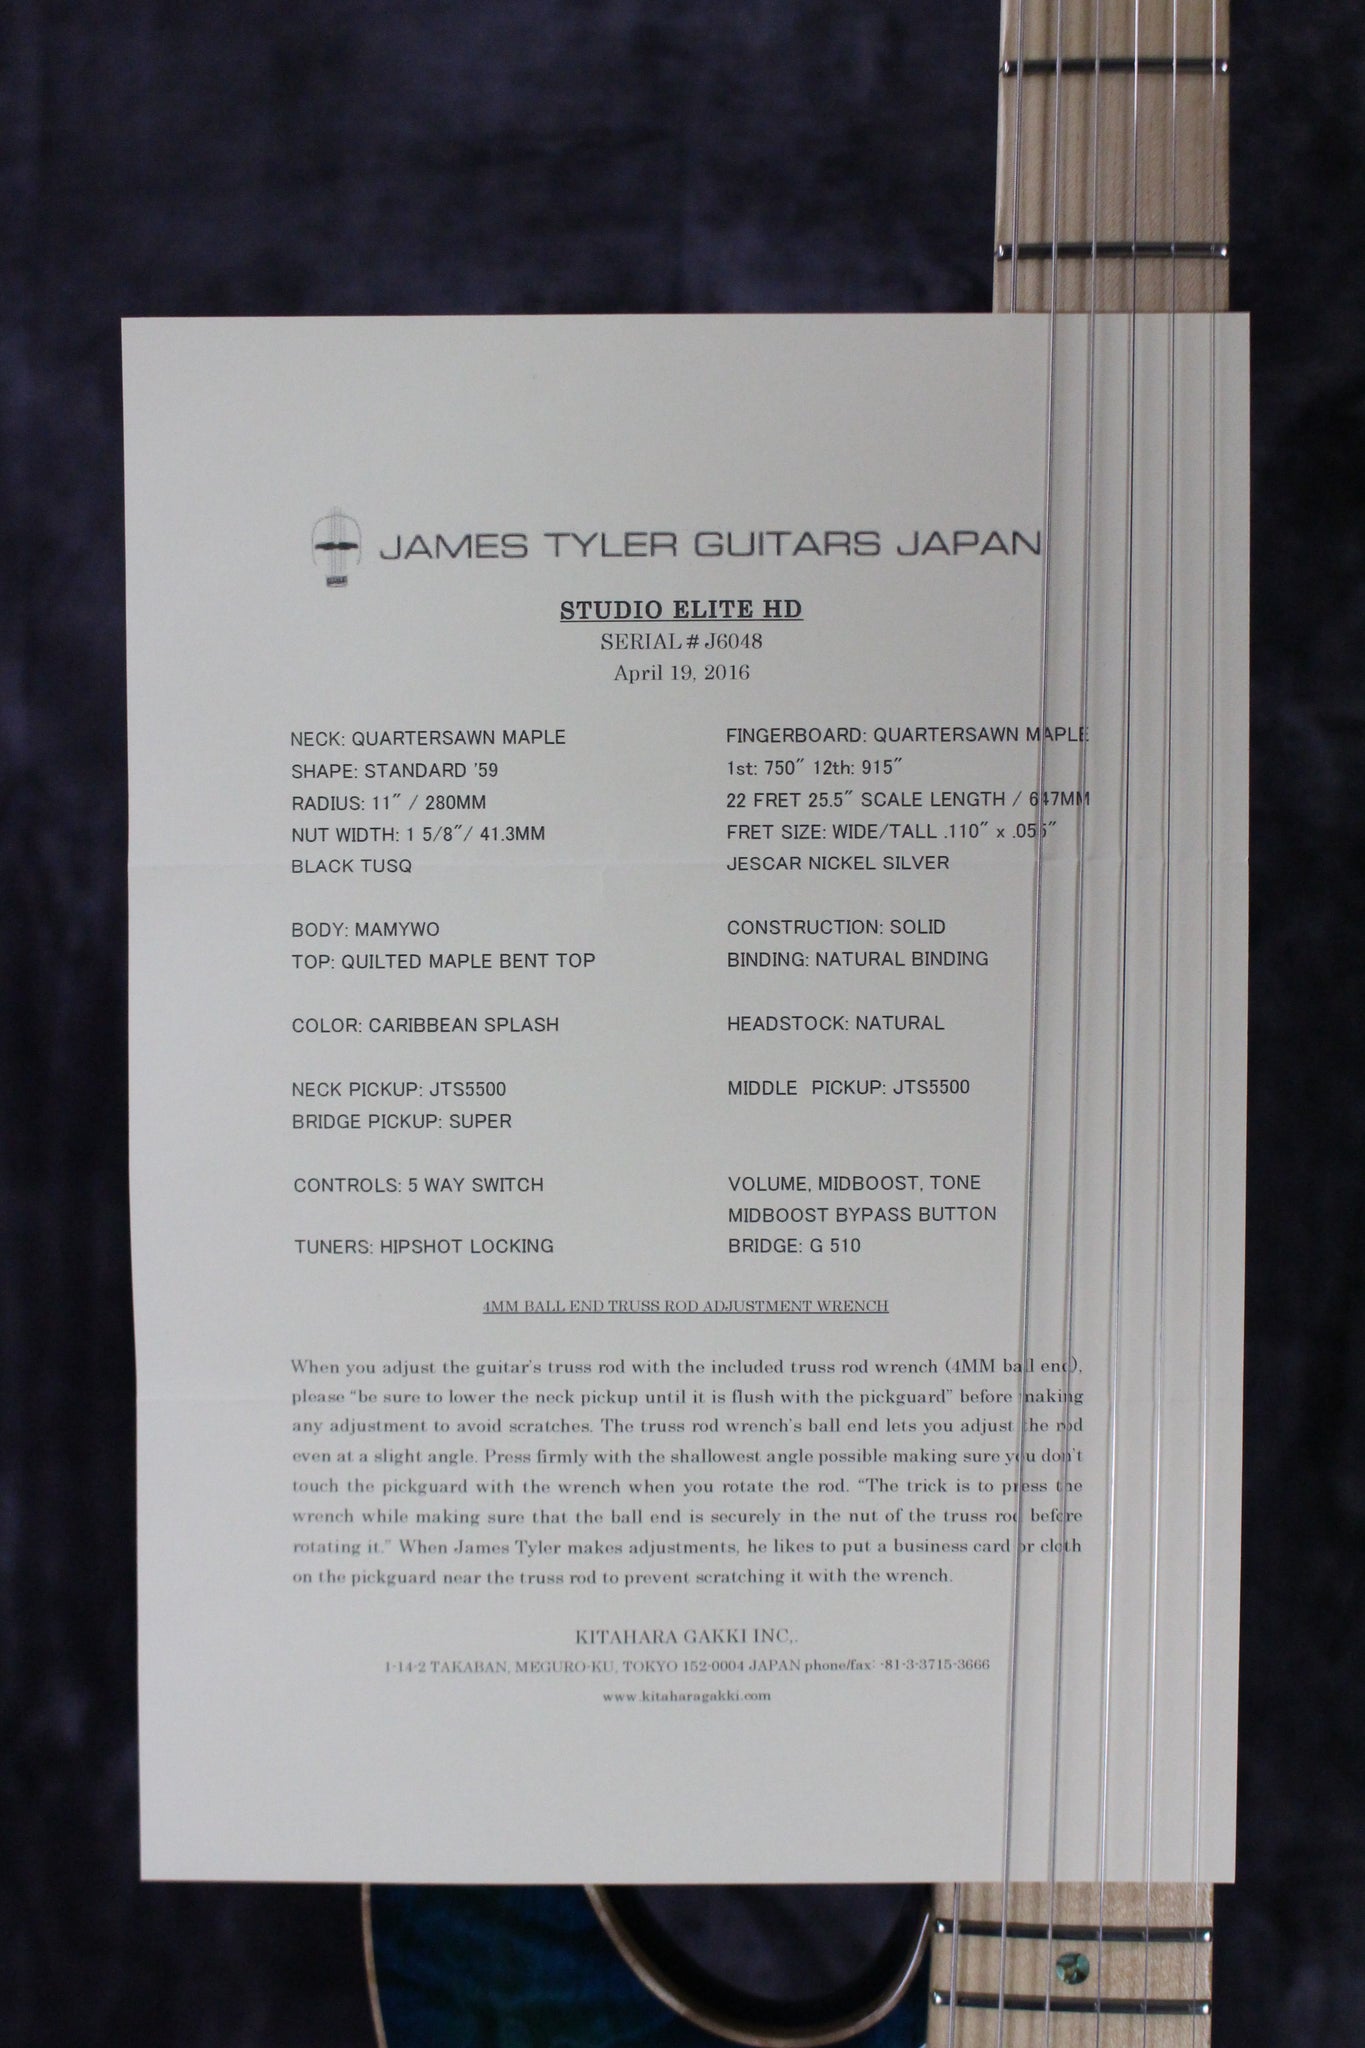 JAMES TYLER GUITARS JAPAN
STUDIO ELITE HD
SERIAL # J6048
April 19, 2016
NECK: QUARTERSAWN MAPLE
FINGERBOARD: QUARTERSAWN MAPLE
SHAPE: STANDARD '59
1st: 750" 12th: 915"
RADIUS: 11" / 280MM
22 FRET 25.5" SCALE LENGTH / 647MM
NUT WIDTH: 1 5/8"/ 41.3MM
FRET SIZE: WIDE/TALL .110" x .055"
BLACK TUSQ
JESCAR NICKEL SILVER
BODY: MAMYWO
CONSTRUCTION: SOLID
TOP: QUILTED MAPLE BENT TOP
BINDING: NATURAL BINDING
COLOR: CARIBBEAN SPLASH
HEADSTOCK: NATURAL
NECK PICKUP: JTS5500
MIDDLE PICKUP: JTS5500
BRIDGE PICKUP: SUPER
CONTROLS: 5 WAY SWITCH
VOLUME, MIDBOOST, TONE
MIDBOOST BYPASS BUTTON
TUNERS: HIPSHOT LOCKING
BRIDGE: G 510
4MM BALL END TRUSS ROD ADJUSTMENT WRENCH
When you adjust the guitar's truss rod with the included truss rod wrench (4MM ball end),
please "be sure to lower the neck pickup until it is flush with the pickguard" before making
any adjustment to avoid scratches. The truss rod wrench's ball end lets you adjust the rod
even at a slight angle. Press firmly with the shallowest angle possible making sure you don't
touch the pickguard with the wrench when you rotate the rod. "The trick is to press the
wrench while making sure that the ball end is securely in the nut of the truss rod before
rotating it." When James Tyler makes adjustments, he likes to put a business card or cloth
on the pickguard near the truss rod to prevent scratching it with the wrench.
KITAHARA GAKKI INC,.
1-14-2 TAKABAN, MEGURO-KU, TOKYO 152-0004 JAPAN phone/fax: -81-3-3715-3666
www.kitaharagakki.com